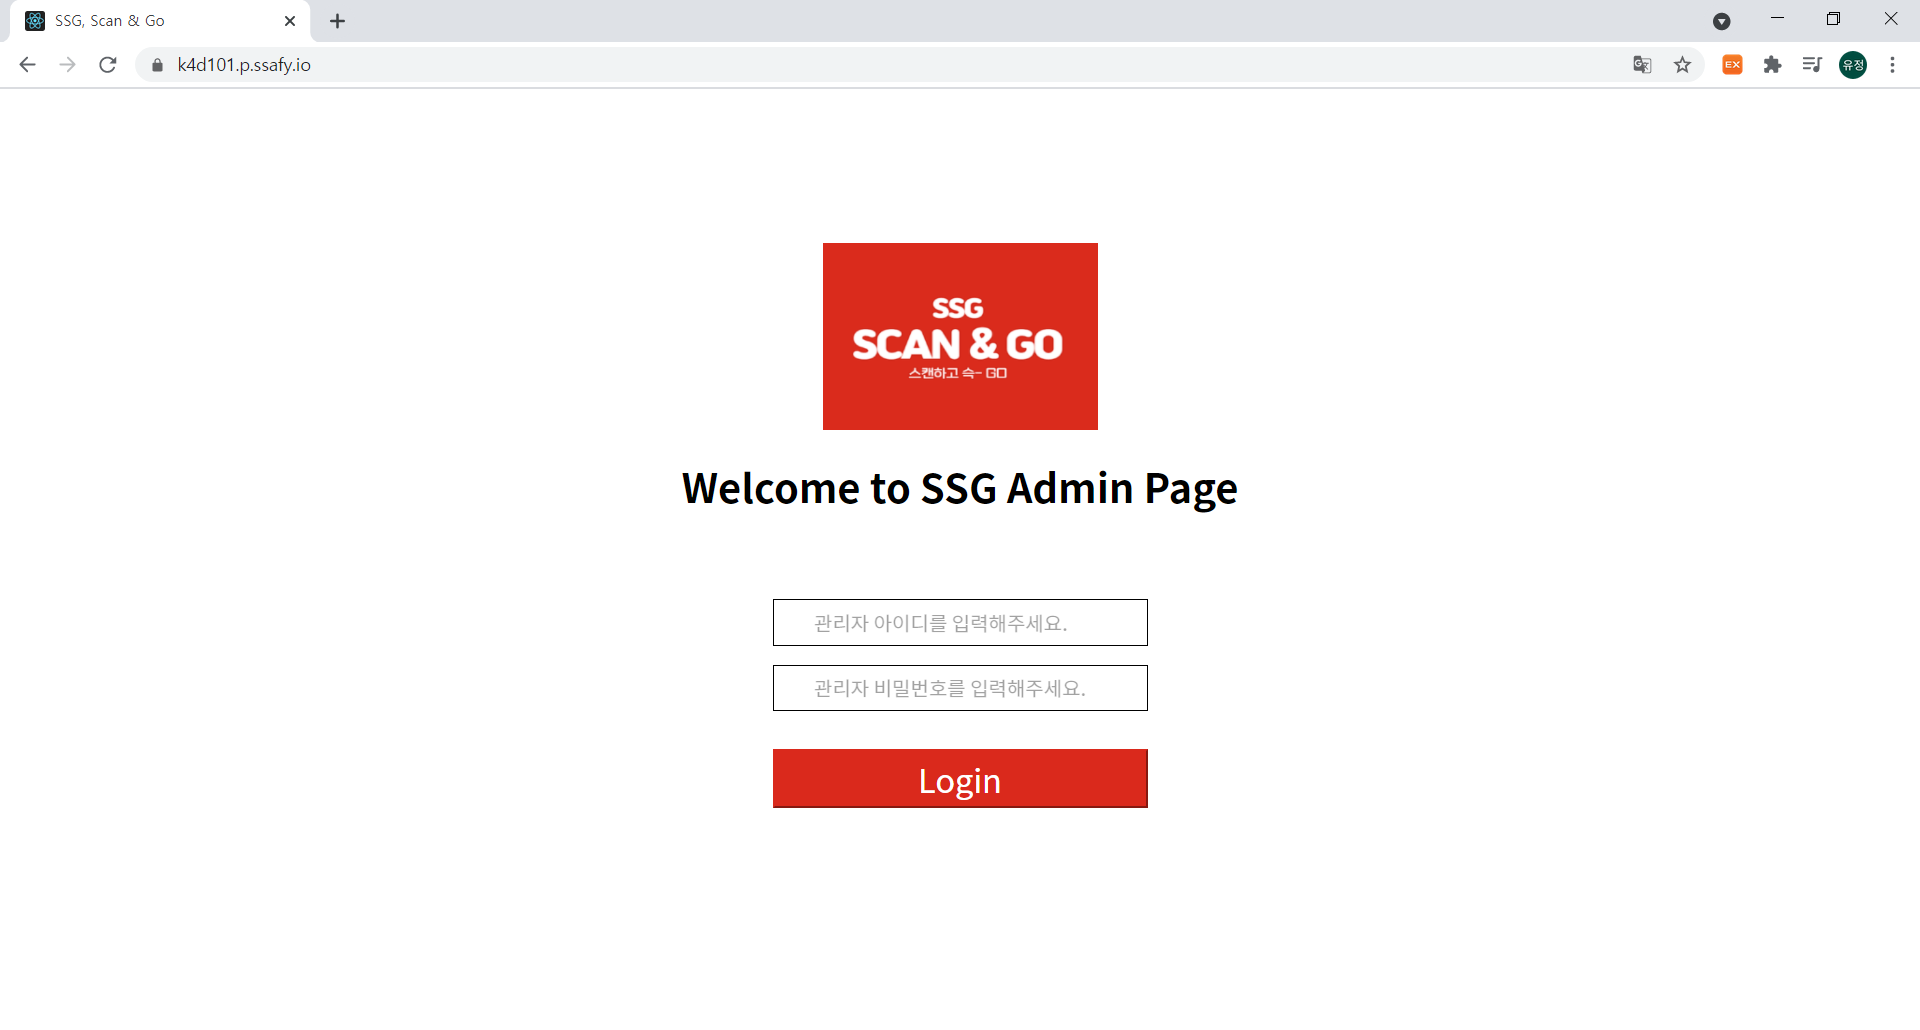 SSG, Scan & Go
k4d101.p.ssafy.io
EX
유정
SSG
SCAN & GO
스캔하고 슥- GO
Welcome to SSG Admin Page
관리자 아이디를 입력해주세요.
관리자 비밀번호를 입력해주세요.
Login